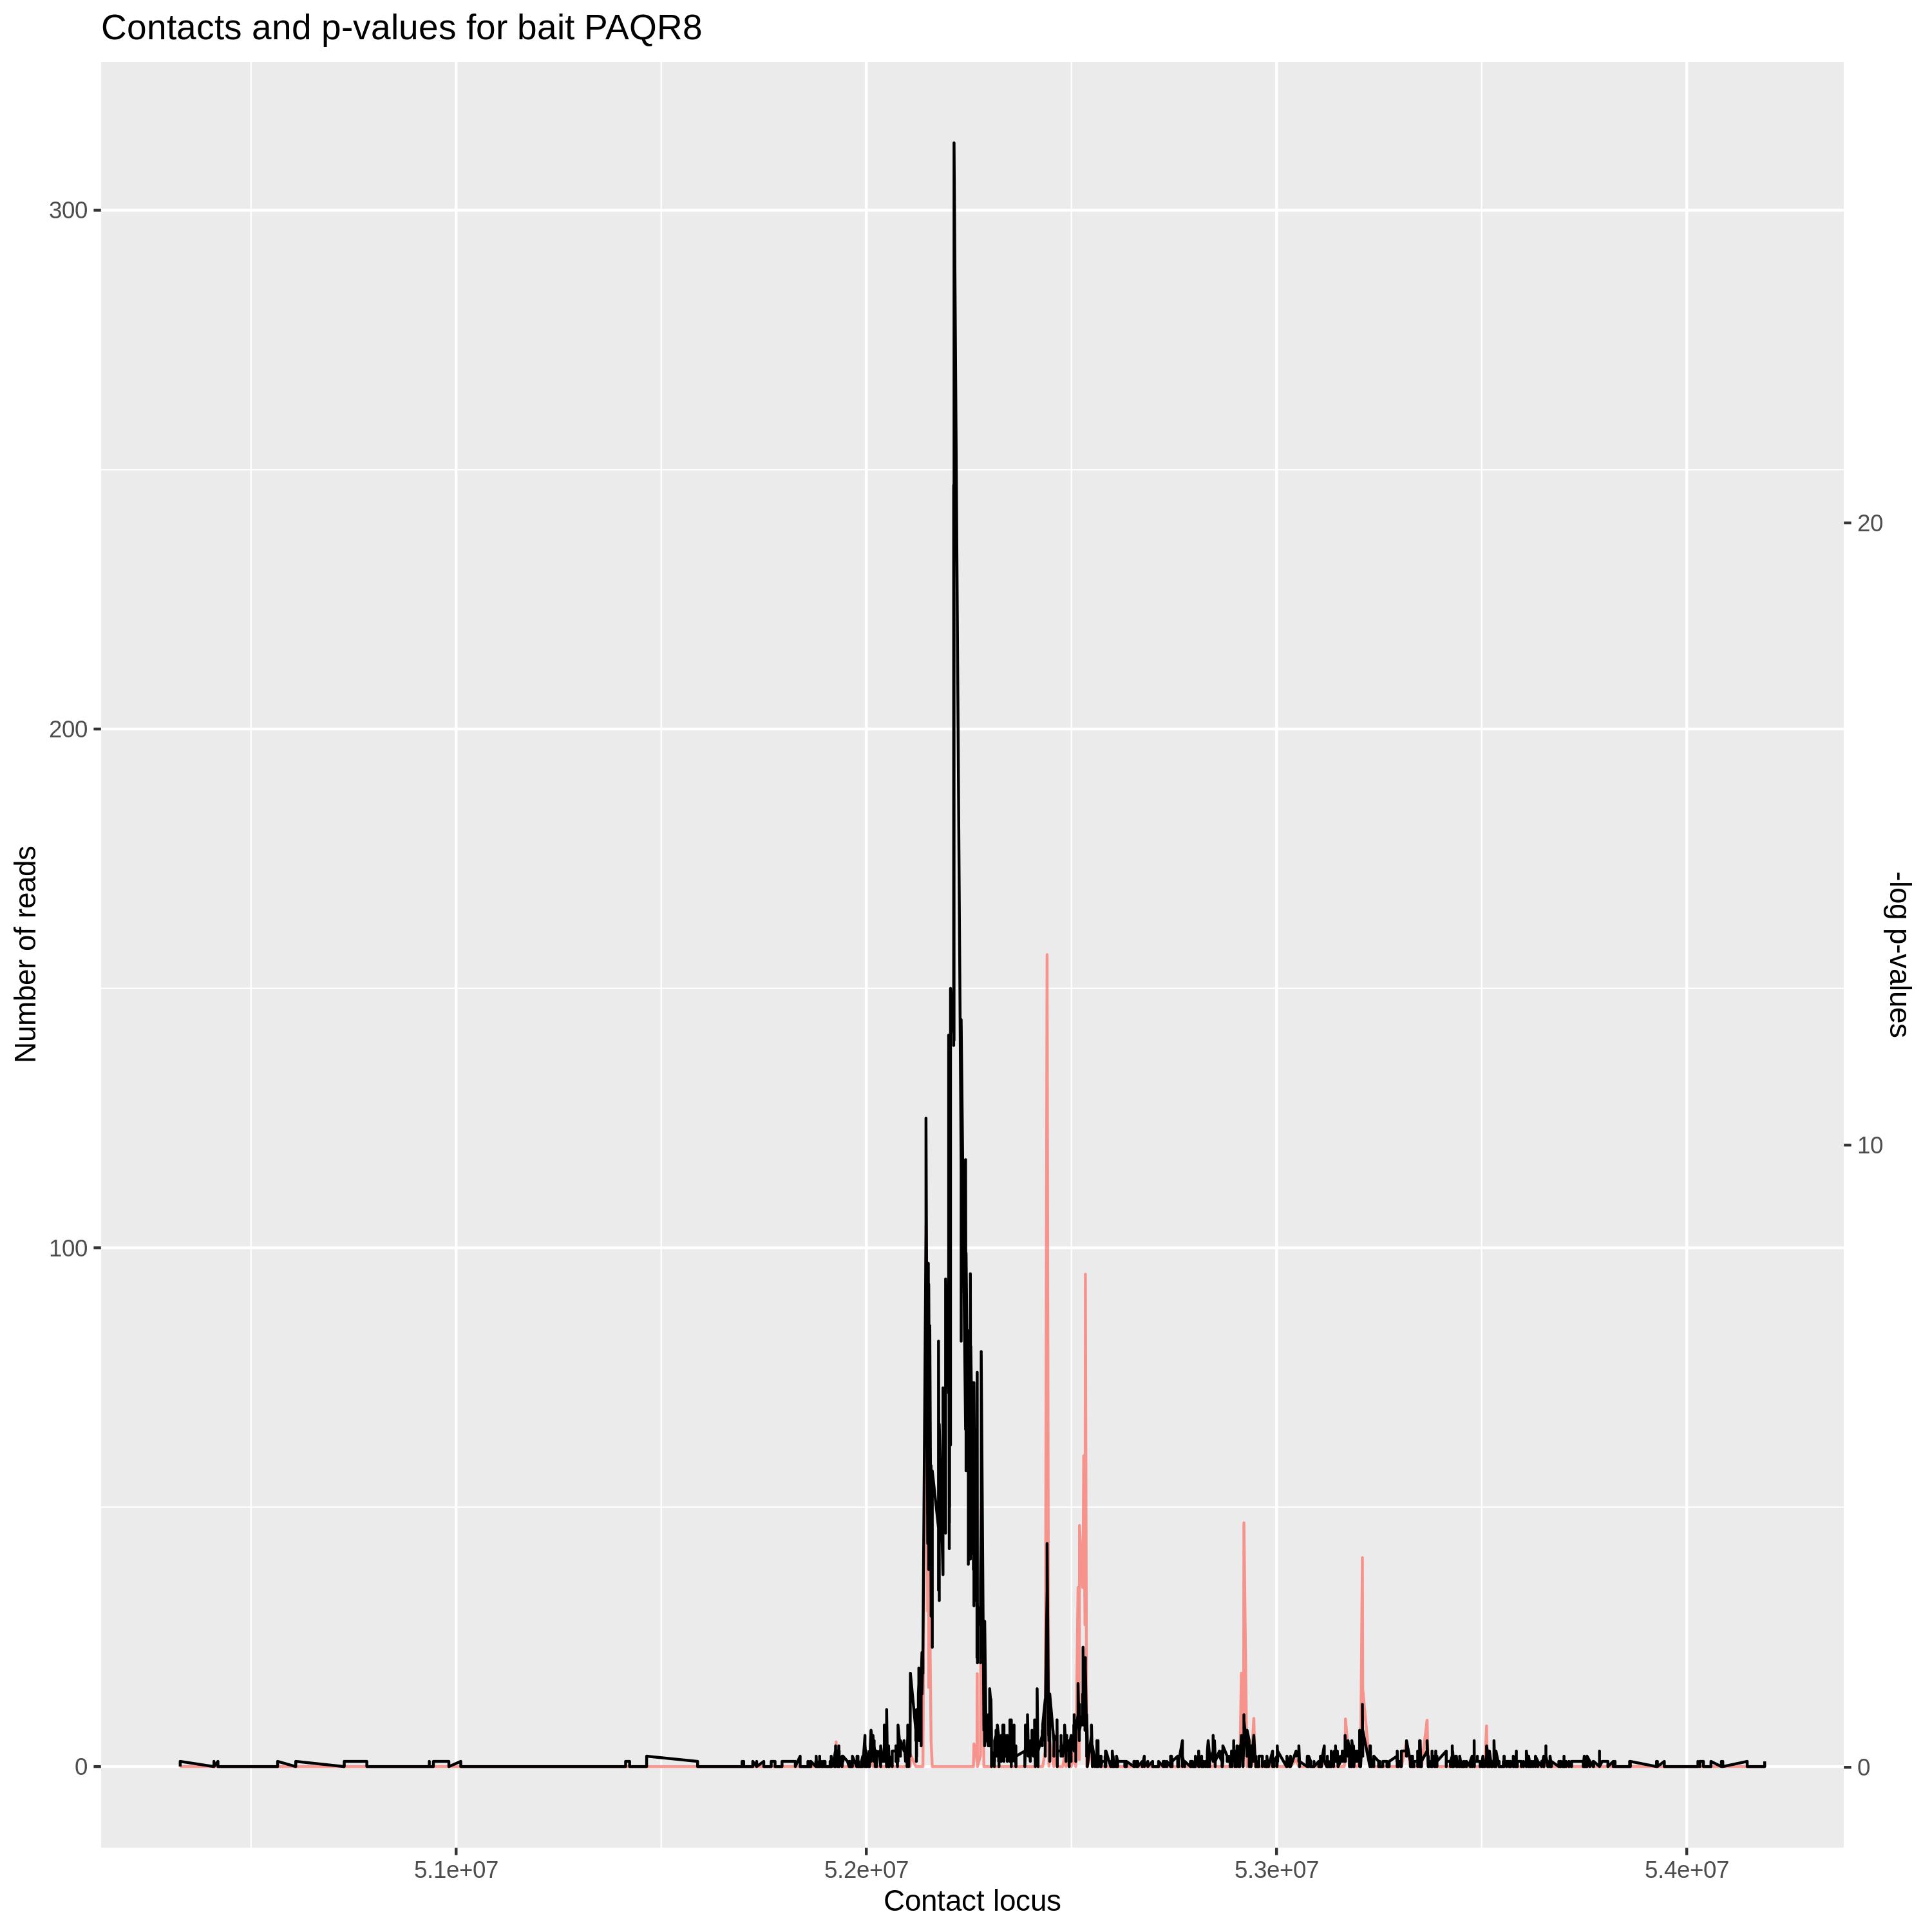 Contacts and p-values for bait PAQR8
300
200
100
0
Number of reads
20
10
0
-log p-values
5.1e+07
5.2e+07
5.3e+07
5.4e+07
Contact locus